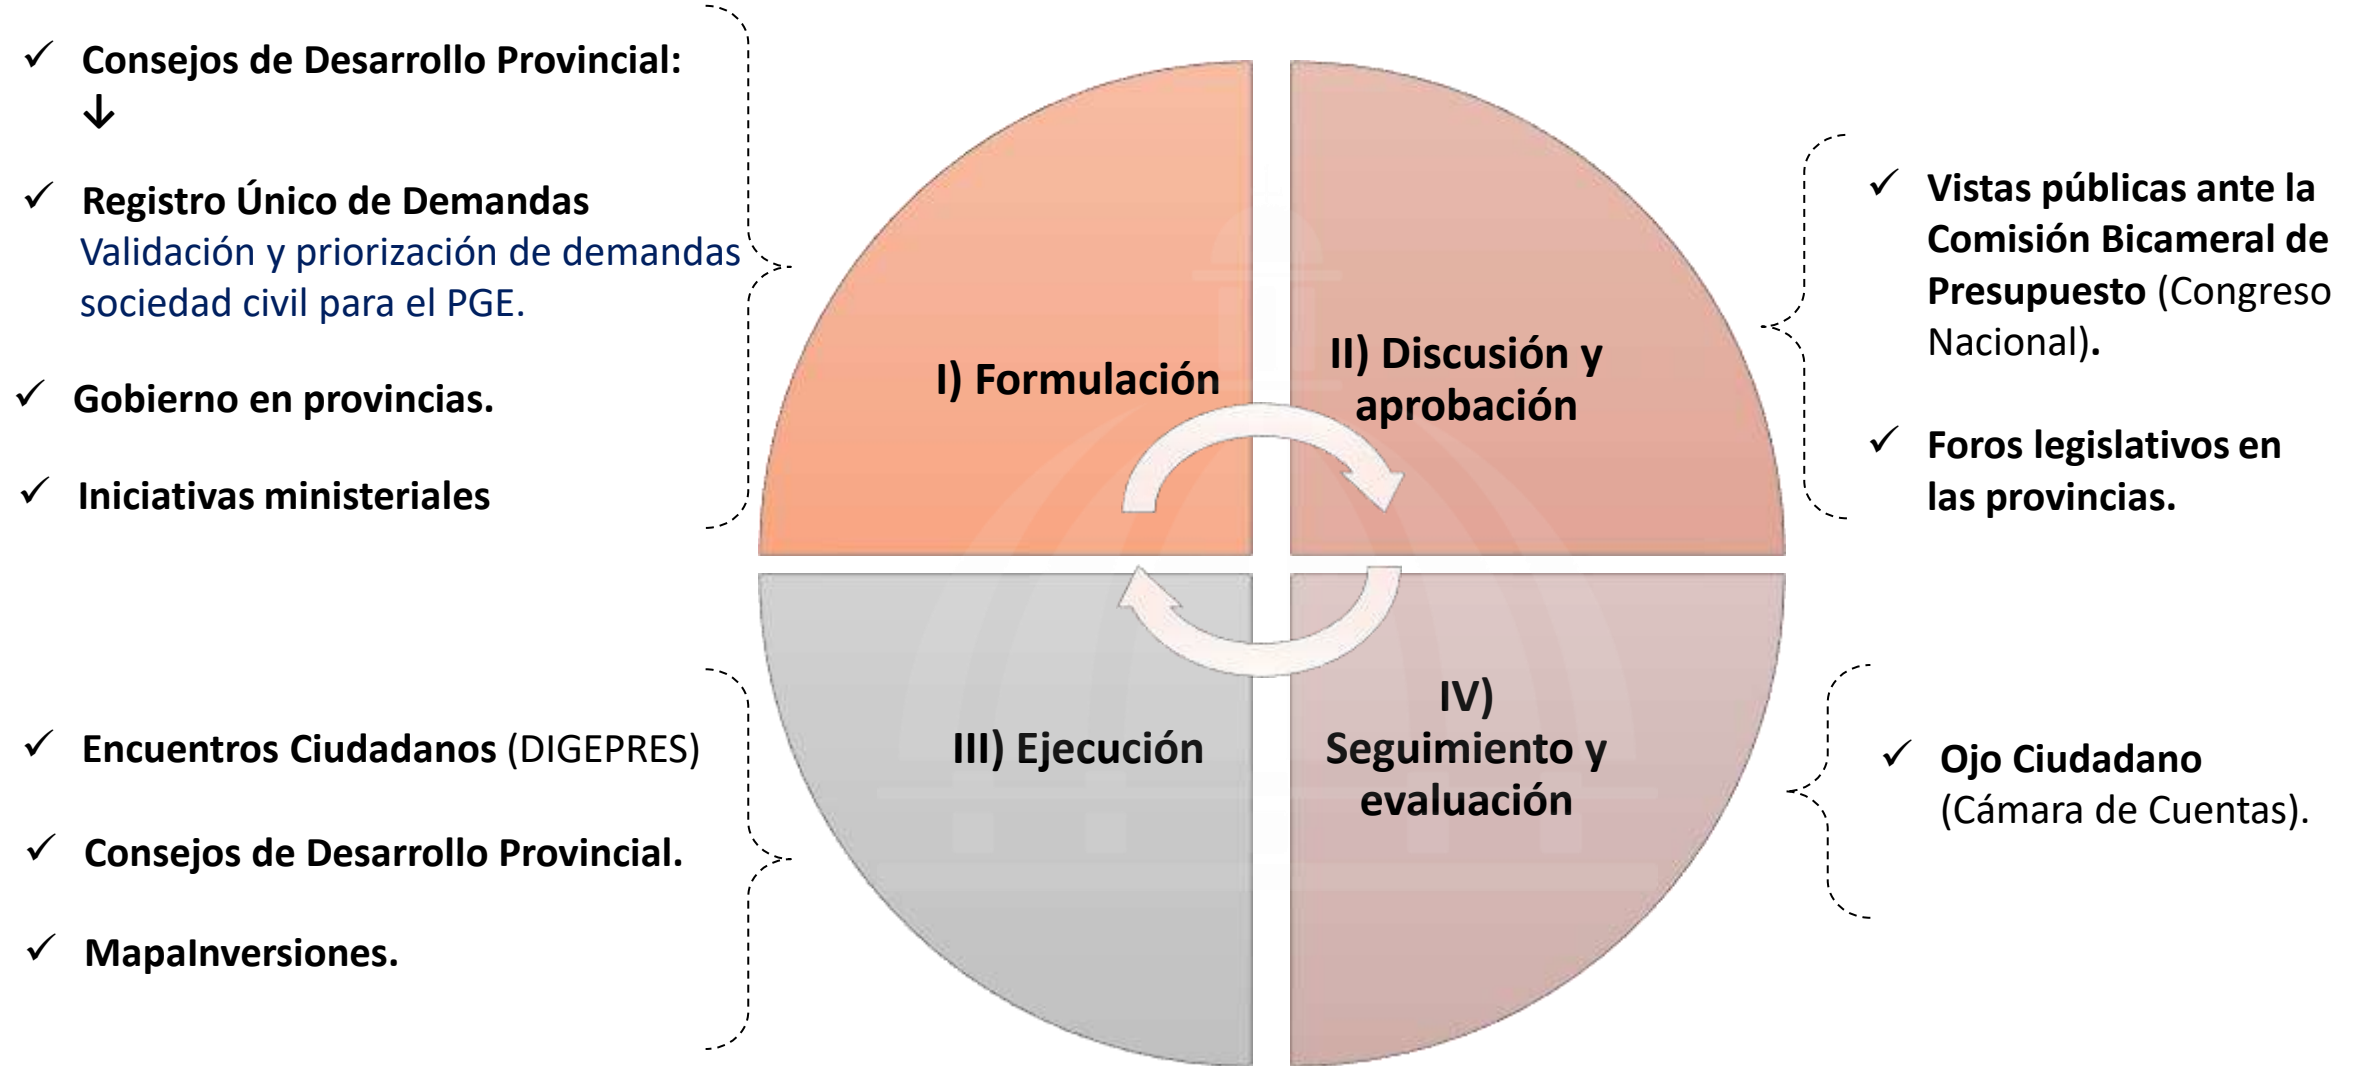 ✓ Consejos de Desarrollo Provincial:
↓
✓ Registro Único de Demandas
Validación y priorización de demandas
sociedad civil para el PGE.
✓ Gobierno en provincias.
✓ Iniciativas ministeriales
I) Formulación
II) Discusión y
aprobación
✓ Vistas públicas ante la
Comisión Bicameral de
Presupuesto (Congreso
Nacional).
✓ Foros legislativos en
las provincias.
✓ Encuentros Ciudadanos (DIGEPRES)
✓ Consejos de Desarrollo Provincial.
✓ MapaInversiones.
III) Ejecución
IV)
Seguimiento y
evaluación
✓ Ojo Ciudadano
(Cámara de Cuentas).